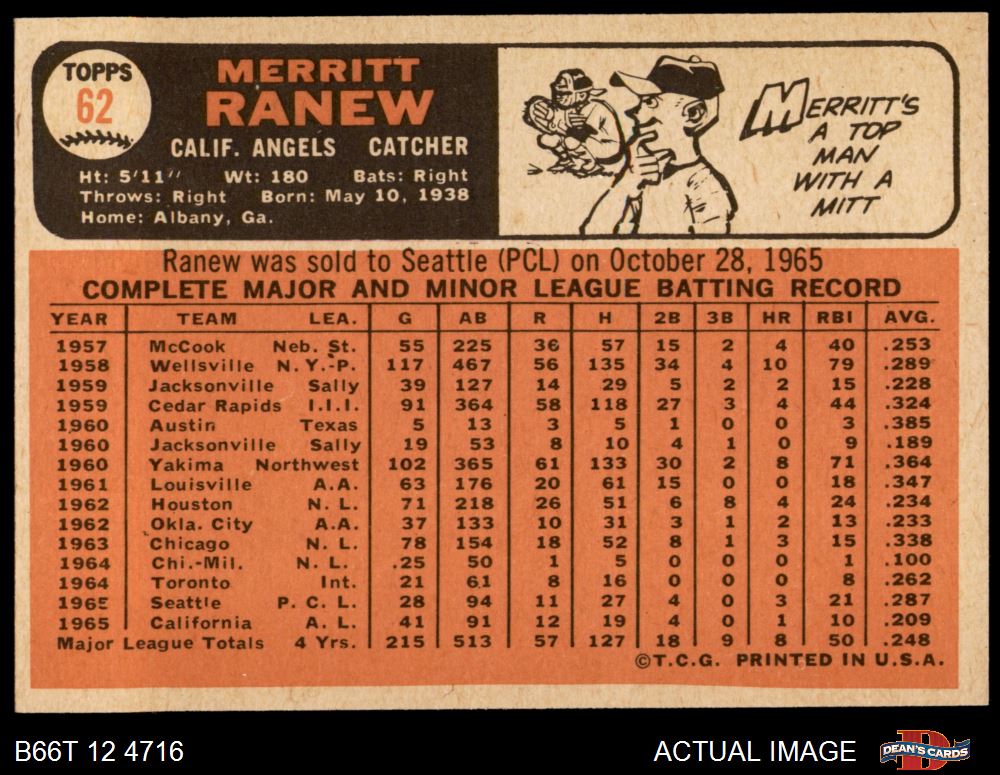 TOPPS
62
MERRITT
RANEW
CALIF. ANGELS CATCHER
Ht: 5'11" Wt: 180 Bats: Right
Throws: Right Born: May 10, 1938
Home: Albany, Ga.
MERRITT'S
A TOP
MAN
WITH A
MITT
Ranew was sold to Seattle (PCL) on October 28, 1965
COMPLETE MAJOR AND MINOR LEAGUE BATTING RECORD
YEAR TEAM LEA. G AB R H 2B 3B HR RBI AVG.
1957 McCook Neb. St. 55 225 36 57 15 2 4 40 .253
1958 Wellsville N.Y.-P. 117 467 56 135 34 4 10 79 .289
1959 Jacksonville Sally 39 127 14 29 5 2 2 15 .228
1959 Cedar Rapids I.I.I. 91 364 58 118 27 3 4 44 .324
1960 Austin Texas 5 13 3 5 1 0 0 3 .385
1960 Jacksonville Sally 19 53 8 10 4 1 0 9 .189
1960 Yakima Northwest 102 365 61 133 30 2 8 71 .364
1961 Louisville A.A. 63 176 20 61 15 0 0 18 .347
1962 Houston N.L. 71 218 26 51 6 8 4 24 .234
1962 Okla. City A.A. 37 133 10 31 3 1 2 13 .233
1963 Chicago N.L. 78 154 18 52 8 1 3 15 .338
1964 Chi.-Mil. N.L. .25 50 1 5 0 0 0 1 .100
1964 Toronto Int. 21 61 8 16 0 0 0 8 .262
1965 Seattle P.C.L. 28 94 11 27 4 0 3 21 .287
1965 California A.L. 41 91 12 19 4 0 1 10 .209
Major League Totals 4 Yrs. 215 513 57 127 18 9 8 50 .248
©T.C.G. PRINTED IN U.S.A.
B66T 12 4716
ACTUAL IMAGE
D
DEAN'S CARDS